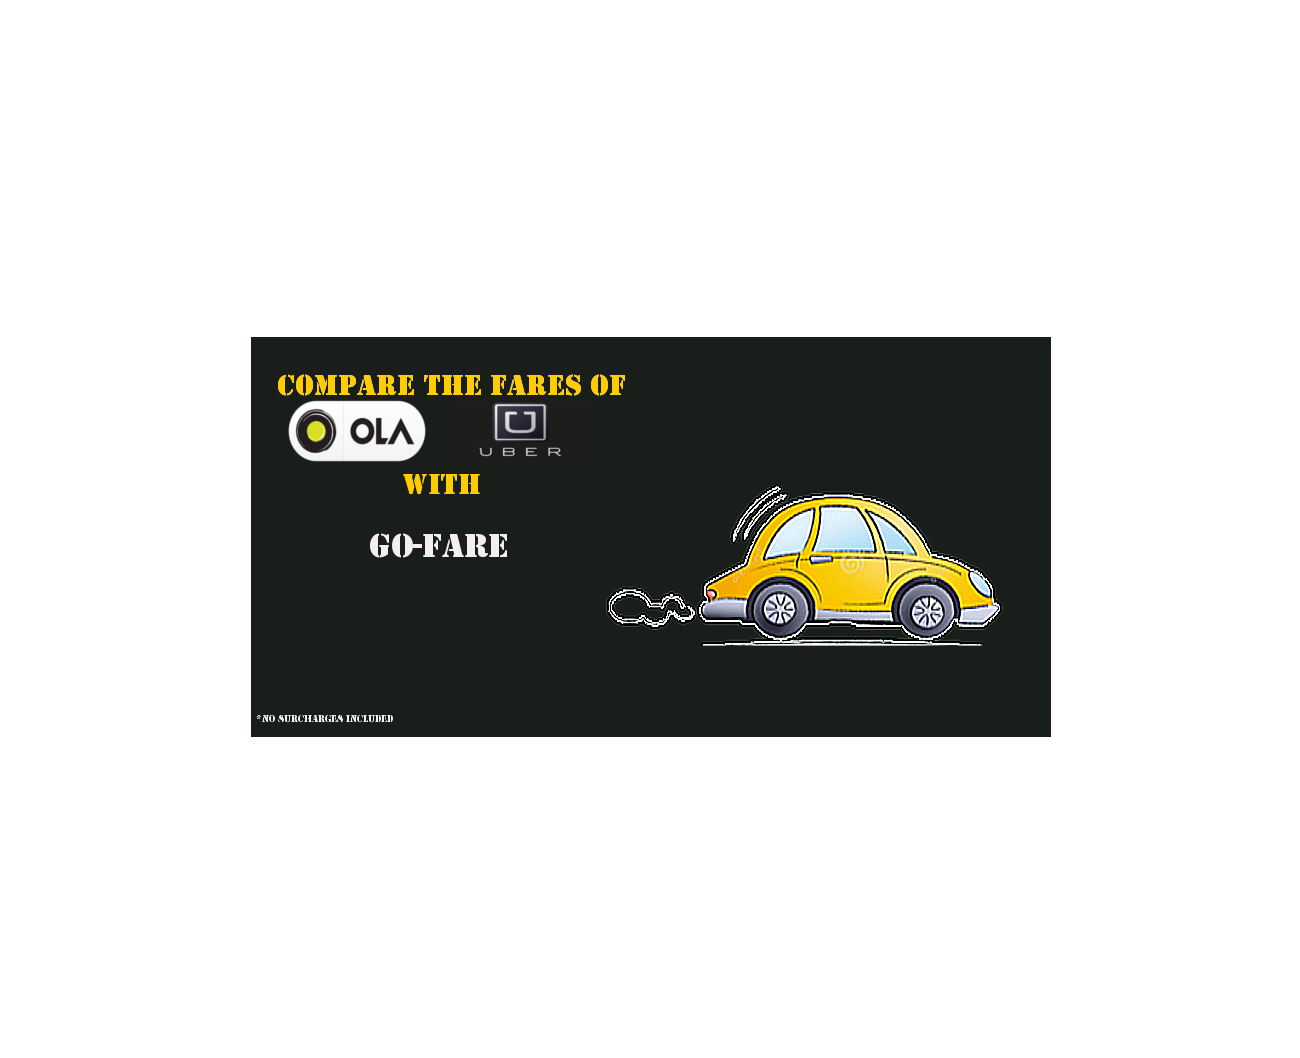 COMPARE THE FARES OF
OLA UBER
WITH
GO-FARE
*NO SURCHARGES INCLUDED